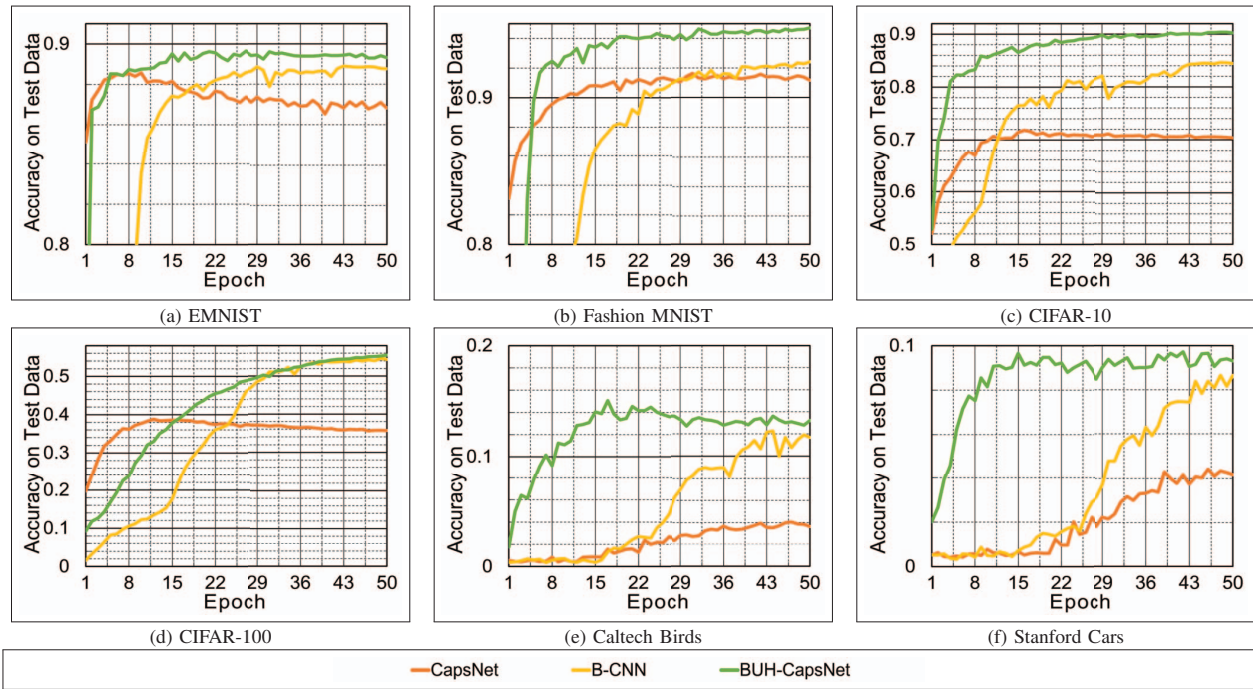 Accuracy on Test Data
0.9
0.8
1 8 15 22 29 36 43 50
Epoch
(a) EMNIST
Accuracy on Test Data
0.9
0.8
1 8 15 22 29 36 43 50
Epoch
(b) Fashion MNIST
Accuracy on Test Data
0.9
0.8
0.7
0.6
0.5
1 8 15 22 29 36 43 50
Epoch
(c) CIFAR-10
Accuracy on Test Data
0.5
0.4
0.3
0.2
0.1
0
1 8 15 22 29 36 43 50
Epoch
(d) CIFAR-100
Accuracy on Test Data
0.2
0.1
0
1 8 15 22 29 36 43 50
Epoch
(e) Caltech Birds
Accuracy on Test Data
0.1
0
1 8 15 22 29 36 43 50
Epoch
(f) Stanford Cars
CapsNet B-CNN BUH-CapsNet